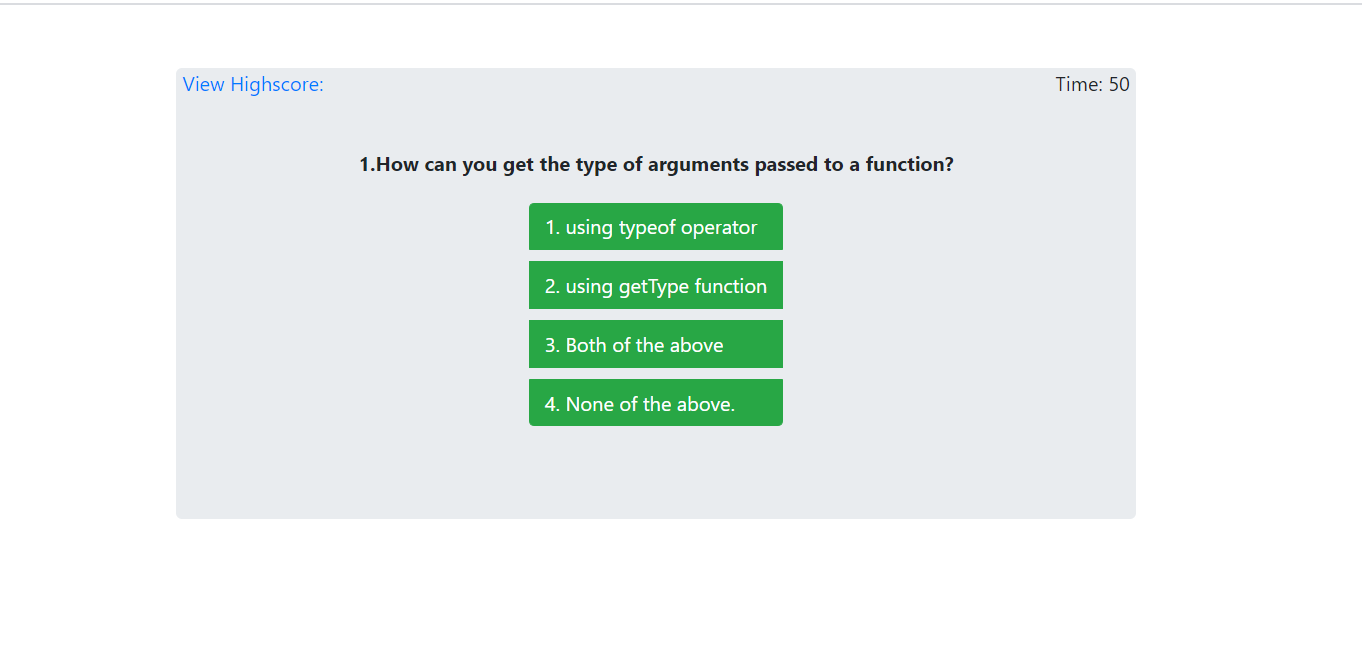 View Highscore:
Time: 50
1.How can you get the type of arguments passed to a function?
1. using typeof operator
2. using getType function
3. Both of the above
4. None of the above.